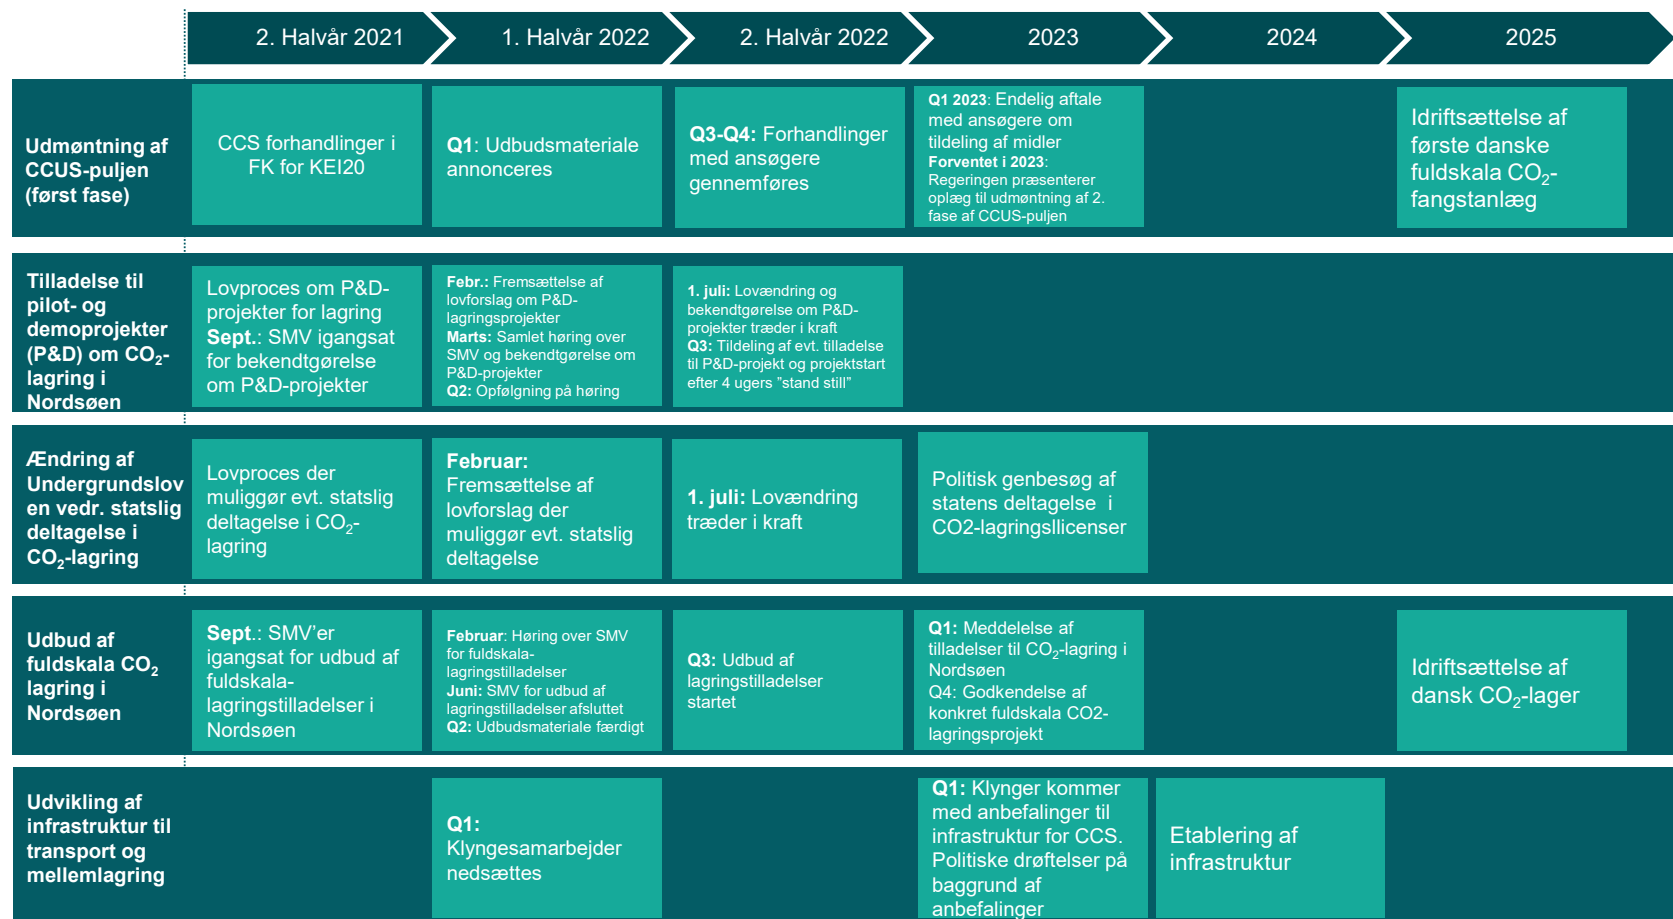 2. Halvår 2021
1. Halvår 2022
2. Halvår 2022
2023
2024
2025
Udmøntning af
CCUS-puljen
(først fase)
CCS forhandlinger i
FK for KEI20
Q1: Udbudsmateriale
annonceres
Q3-Q4: Forhandlinger
med ansøgere
gennemføres
Q1 2023: Endelig aftale
med ansøgere om
tildeling af midler
Forventet i 2023:
Regeringen præsenterer
oplæg til udmøntning af 2.
fase af CCUS-puljen
Idriftsættelse af
første danske
fuldskala CO2-
fangstanlæg
Tilladelse til
pilot- og
demoprojekter
(P&D) om CO2-
lagring i
Nordsøen
Lovproces om P&D-
projekter for lagring
Sept.: SMV igangsat
for bekendtgørelse
om P&D-projekter
Febr.: Fremsættelse af
lovforslag om P&D-
lagringsprojekter
Marts: Samlet høring over
SMV og bekendtgørelse om
P&D-projekter
Q2: Opfølgning på høring
1. juli: Lovændring og
bekendtgørelse om P&D-
projekter træder i kraft
Q3: Tildeling af evt. tilladelse
til P&D-projekt og projektstart
efter 4 ugers ”stand still”
Ændring af
Undergrundslov
en vedr. statslig
deltagelse i
CO2-lagring
Lovproces der
muliggør evt. statslig
deltagelse i CO2-
lagring
Februar:
Fremsættelse af
lovforslag der
muliggør evt. statslig
deltagelse
1. juli: Lovændring
træder i kraft
Politisk genbesøg af
statens deltagelse i
CO2-lagringsllicenser
Udbud af
fuldskala CO2
lagring i
Nordsøen
Sept.: SMV’er
igangsat for udbud af
fuldskala-
lagringstilladelser i
Nordsøen
Februar: Høring over SMV
for fuldskala-
lagringstilladelser
Juni: SMV for udbud af
lagringstilladelser afsluttet
Q2: Udbudsmateriale færdigt
Q3: Udbud af
lagringstilladelser
startet
Q1: Meddelelse af
tilladelser til CO2-lagring i
Nordsøen
Q4: Godkendelse af
konkret fuldskala CO2-
lagringsprojekt
Idriftsættelse af
dansk CO2-lager
Udvikling af
infrastruktur til
transport og
mellemlagring
Q1:
Klyngesamarbejder
nedsættes
Q1: Klynger kommer
med anbefalinger til
infrastruktur for CCS.
Politiske drøftelser på
baggrund af
anbefalinger
Etablering af
infrastruktur